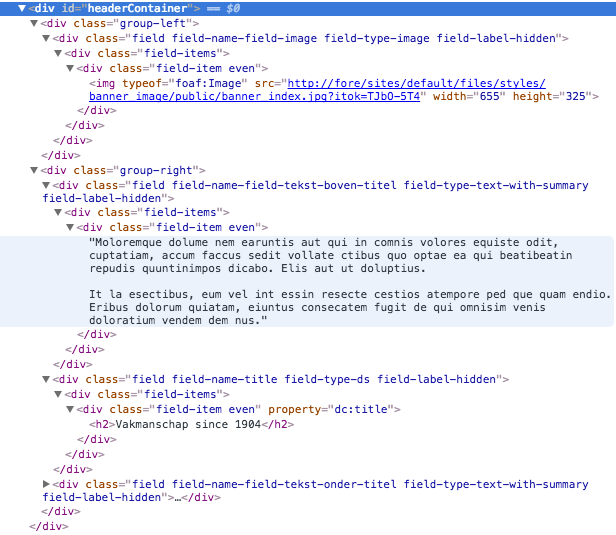 ▼<div id="headerContainer"> == $0
▼<div class="group-left">
▼<div class="field field-name-field-image field-type-image field-label-hidden">
▼<div class="field-items">
▼<div class="field-item even">
<img typeof="foaf:Image" src="http://fore/sites/default/files/styles/
banner_image/public/banner_index.jpg?itok=TJbO-5T4" width="655" height="325">
</div>
</div>
</div>
</div>
▼<div class="group-right">
▼<div class="field field-name-field-tekst-boven-titel field-type-text-with-summary
field-label-hidden">
▼<div class="field-items">
▼<div class="field-item even">
"Moloremque dolume nem earuntis aut qui in comnis volores equiste odit,
cuptatiam, accum faccus sedit vollate ctibus quo optae ea qui beatibeatin
repudis quuntinimpos dicabo. Elis aut ut doluptius.
It la esectibus, eum vel int essin resecte cestios atempore ped que quam endio.
Eribus dolorum quiatam, eiuntus consecatem fugit de qui omnisim venis
doloratium vendem dem nus."
</div>
</div>
</div>
▼<div class="field field-name-title field-type-ds field-label-hidden">
▼<div class="field-items">
▼<div class="field-item even" property="dc:title">
<h2>Vakmanschap since 1904</h2>
</div>
</div>
</div>
▶<div class="field field-name-field-tekst-onder-titel field-type-text-with-summary
field-label-hidden">…</div>
</div>
</div>